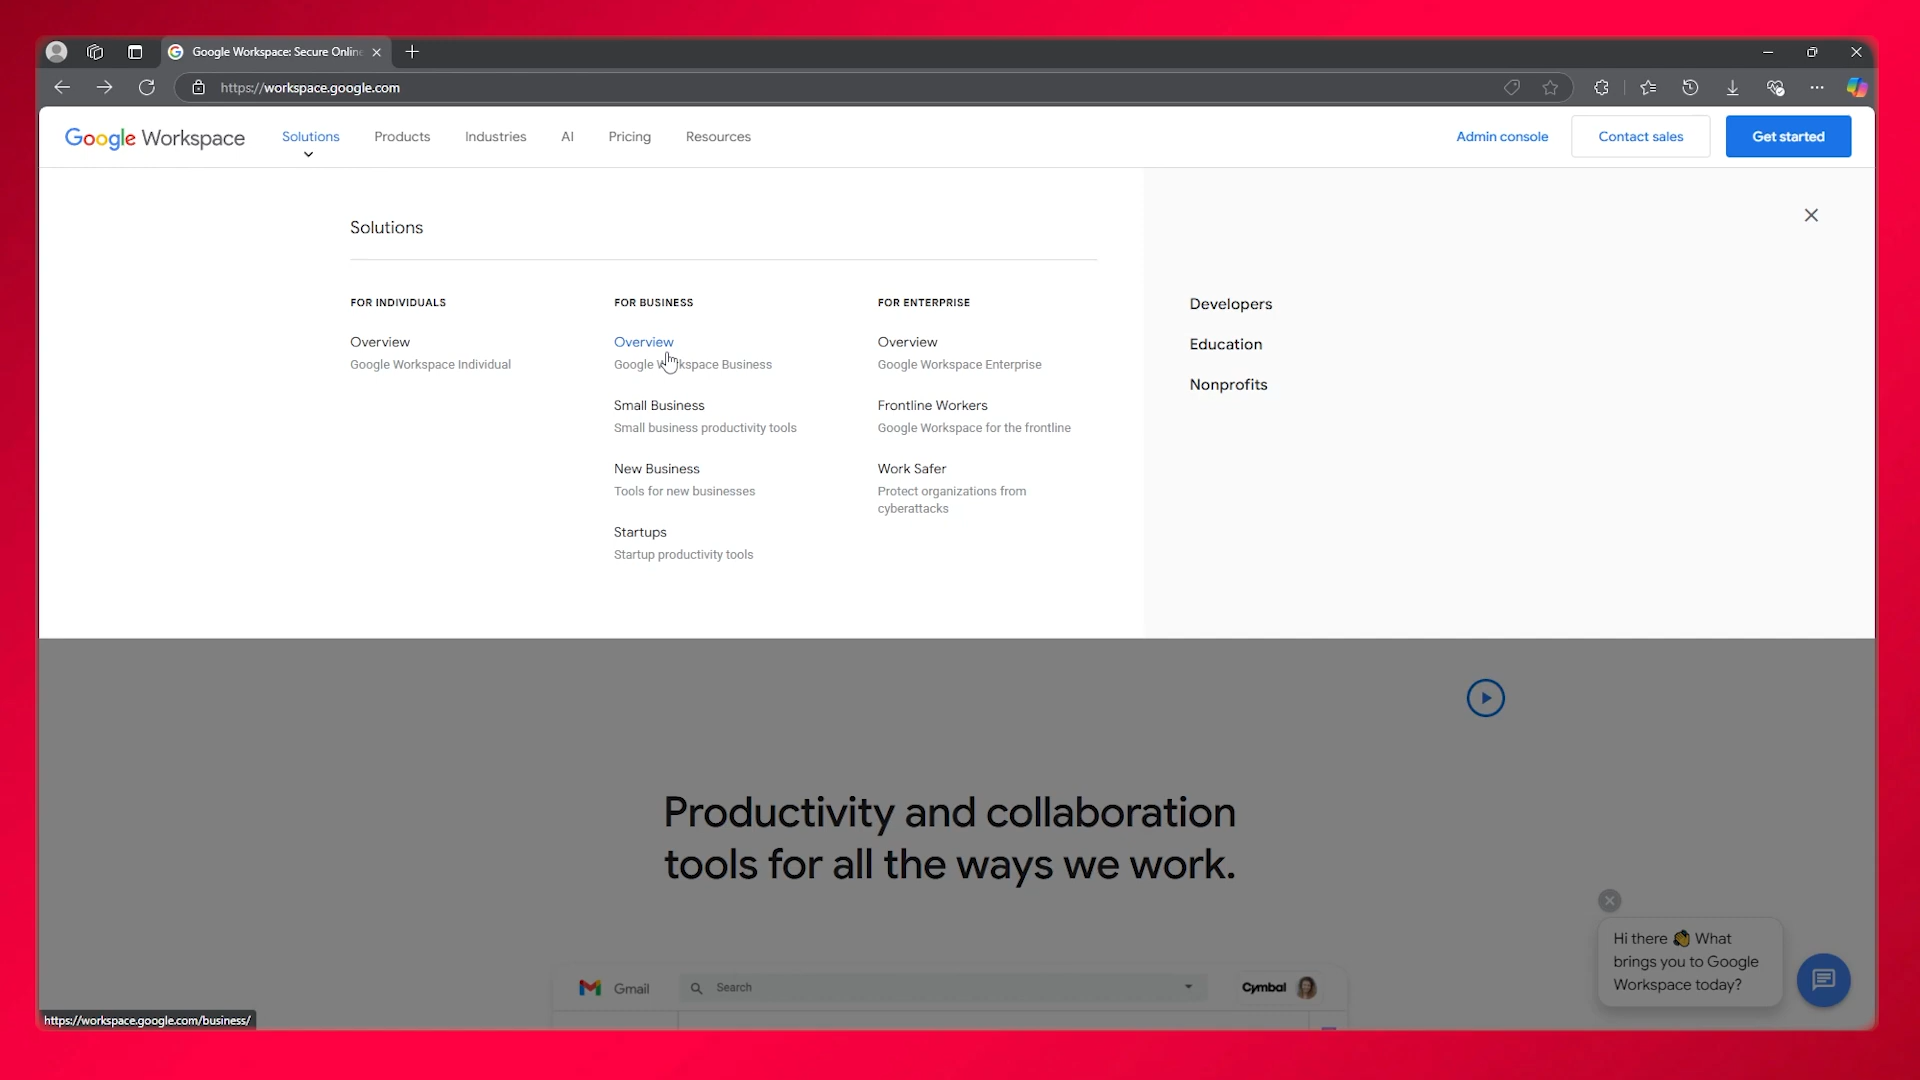 Google Workspace: Secure Onlin
https://workspace.google.com
Google Workspace
Solutions
Products
Industries
AI
Pricing
Resources
Admin console
Contact sales
Get started
Solutions
FOR INDIVIDUALS
Overview
Google Workspace Individual
FOR BUSINESS
Overview
Google Workspace Business
Small Business
Small business productivity tools
New Business
Tools for new businesses
Startups
Startup productivity tools
FOR ENTERPRISE
Overview
Google Workspace Enterprise
Frontline Workers
Google Workspace for the frontline
Work Safer
Protect organizations from
cyberattacks
Developers
Education
Nonprofits
Productivity and collaboration
tools for all the ways we work.
Gmail
Search
Cymbal
Hi there 👋 What
brings you to Google
Workspace today?
https://workspace.google.com/business/